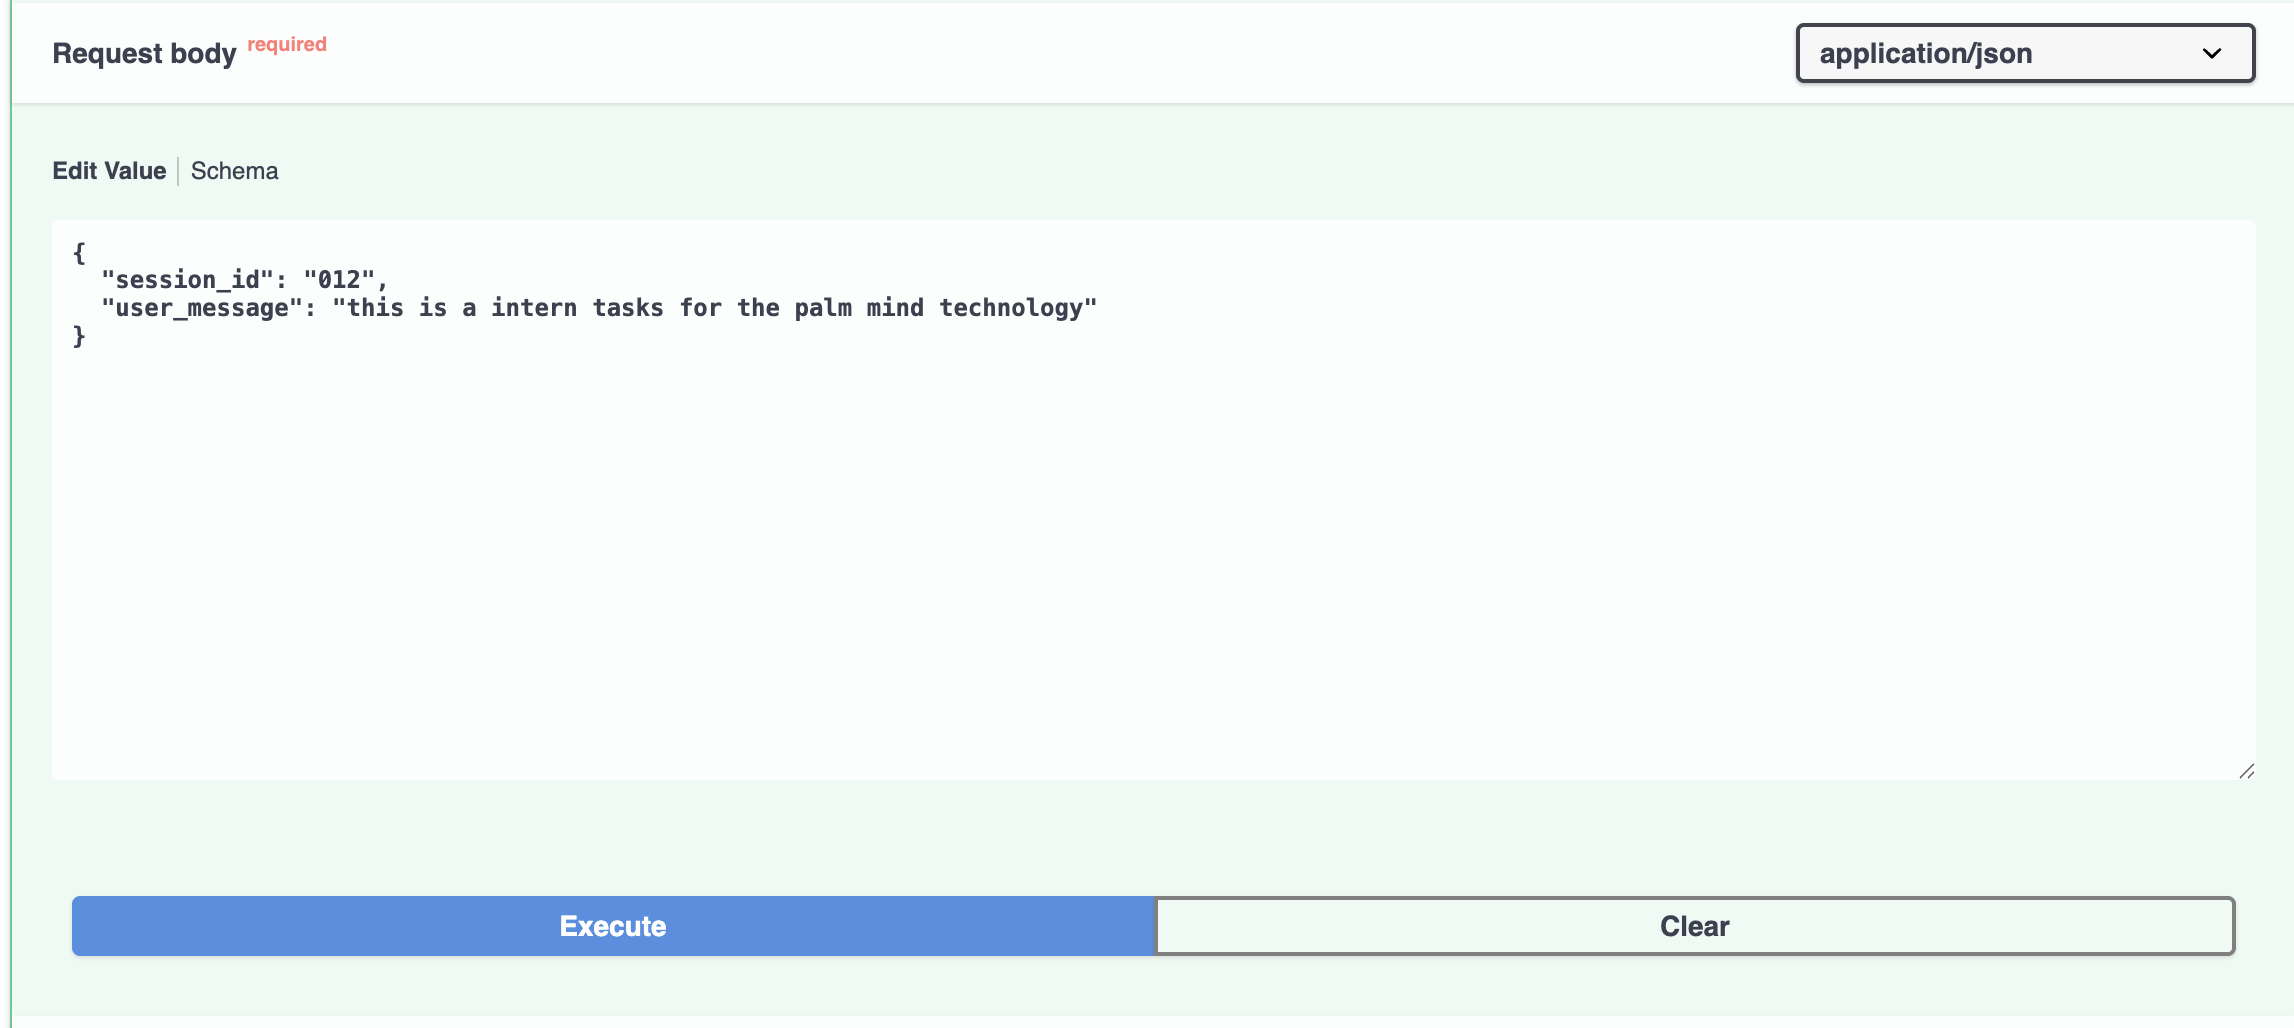 Request body required
application/json
Edit Value
Schema
{
  "session_id": "012",
  "user_message": "this is a intern tasks for the palm mind technology"
}
Execute
Clear